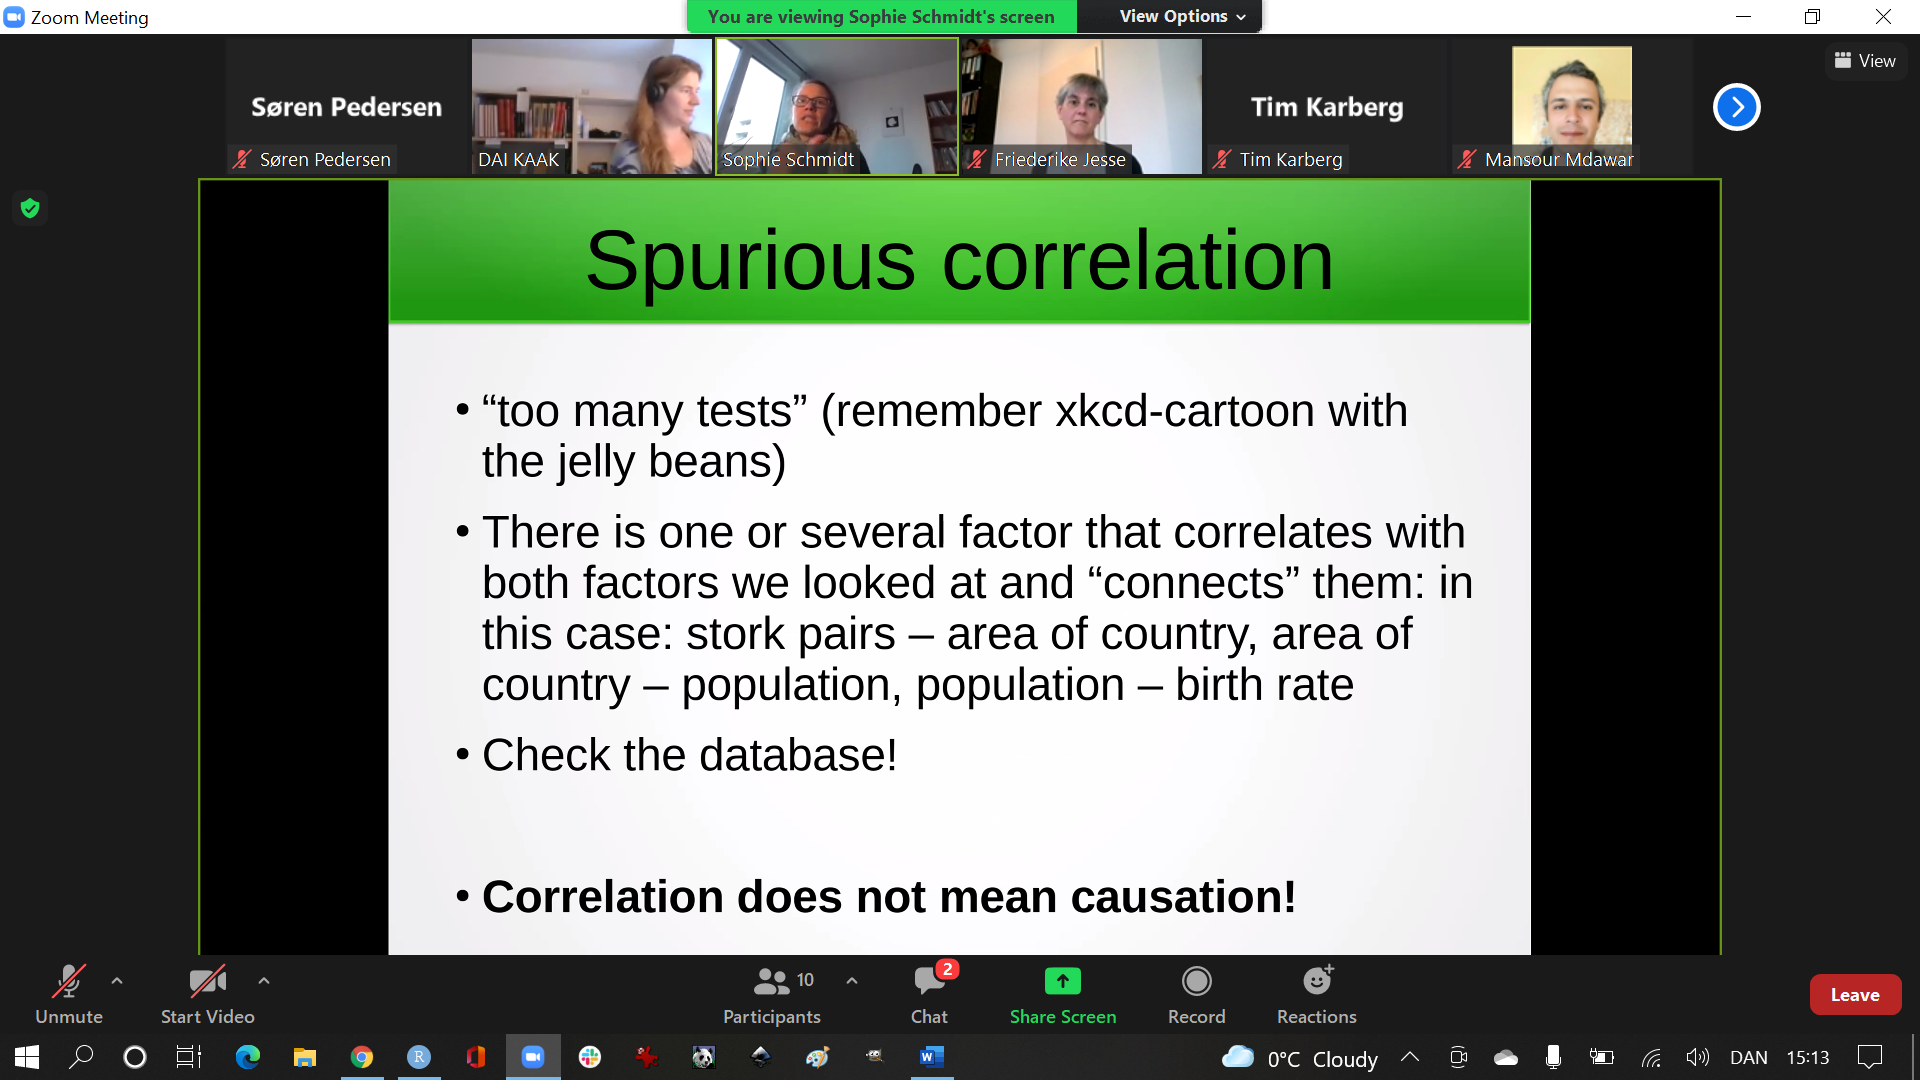 Zoom Meeting
You are viewing Sophie Schmidt's screen
View Options
View
Søren Pedersen
Søren Pedersen
DAI KAAK
Sophie Schmidt
Friederike Jesse
Tim Karberg
Tim Karberg
Mansour Mdawar
Spurious correlation
• “too many tests” (remember xkcd-cartoon with
the jelly beans)
• There is one or several factor that correlates with
both factors we looked at and “connects” them: in
this case: stork pairs – area of country, area of
country – population, population – birth rate
• Check the database!
• Correlation does not mean causation!
Unmute
Start Video
10
Participants
2
Chat
Share Screen
Record
Reactions
Leave
R
W
0°C Cloudy
DAN
15:13